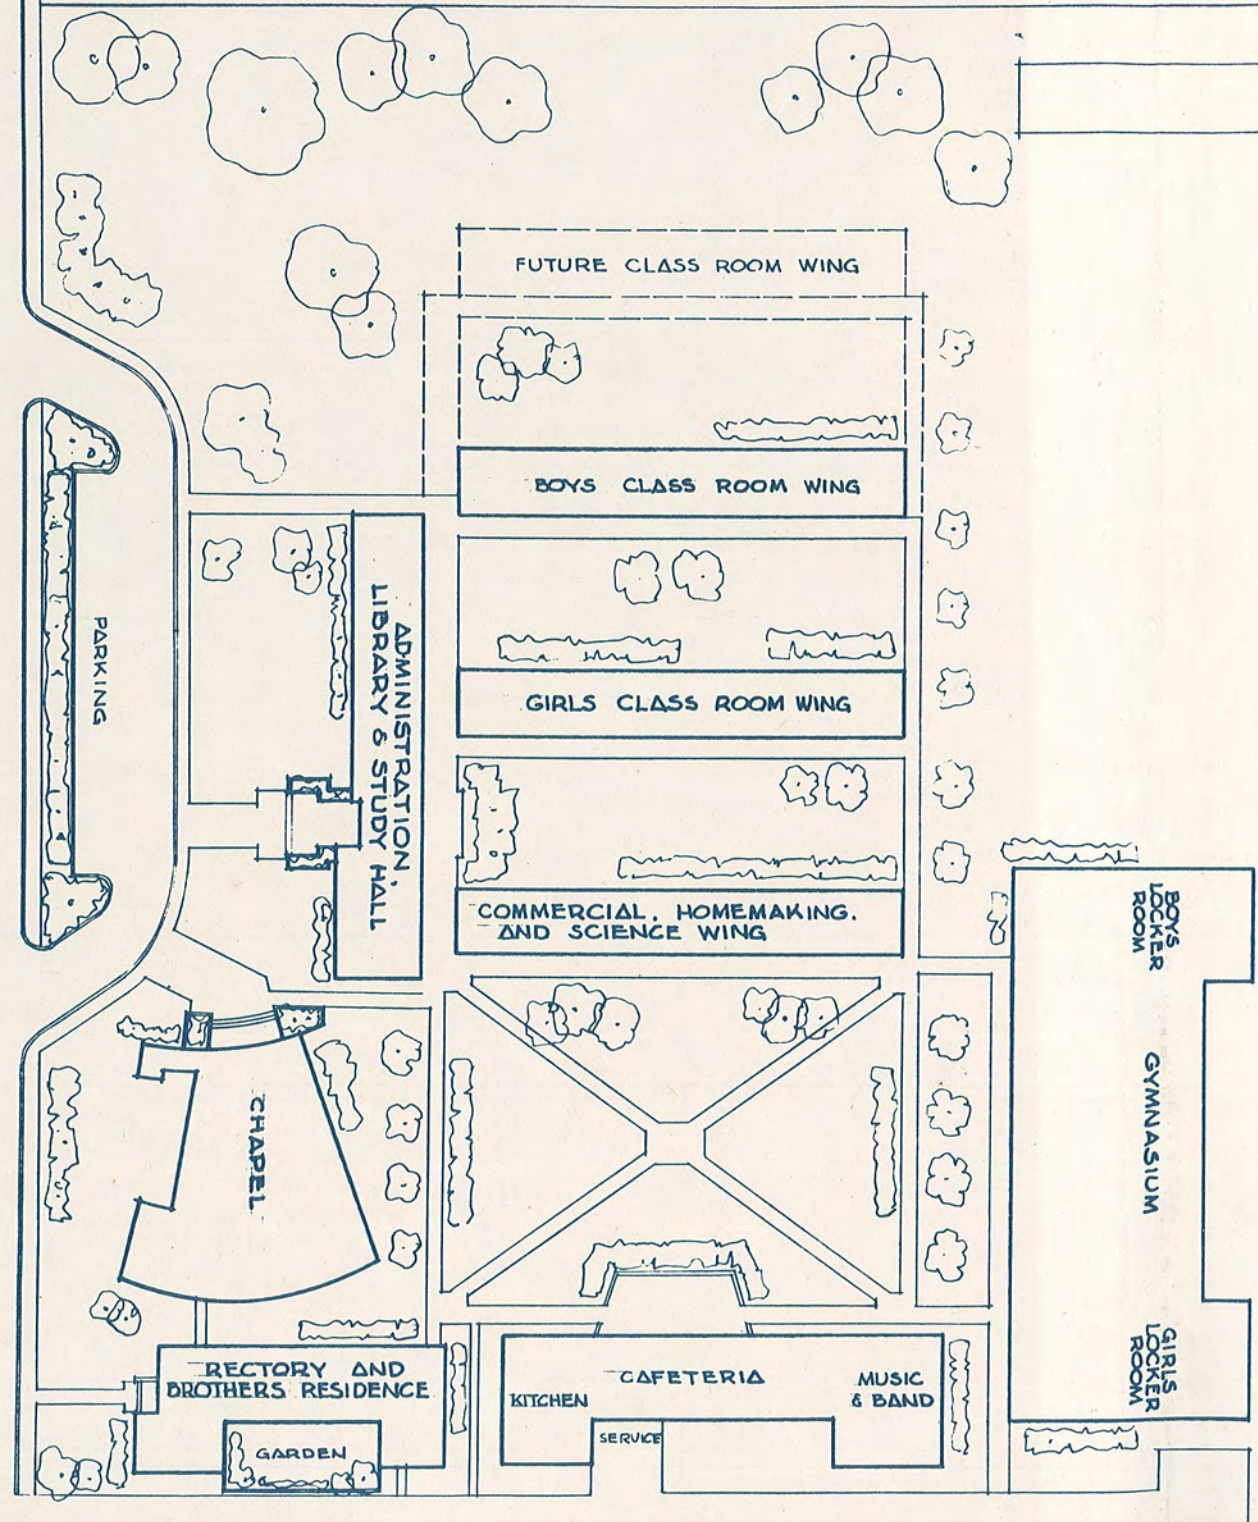 FUTURE CLASS ROOM WING
BOYS CLASS ROOM WING
PARKING
ADMINISTRATION,
LIBRARY & STUDY HALL
GIRLS CLASS ROOM WING
COMMERCIAL, HOMEMAKING,
AND SCIENCE WING
BOYS
LOCKER
ROOM
GYMNASIUM
GIRLS
LOCKER
ROOM
CHAPEL
RECTORY AND
BROTHERS RESIDENCE
GARDEN
KITCHEN
CAFETERIA
SERVICE
MUSIC
& BAND